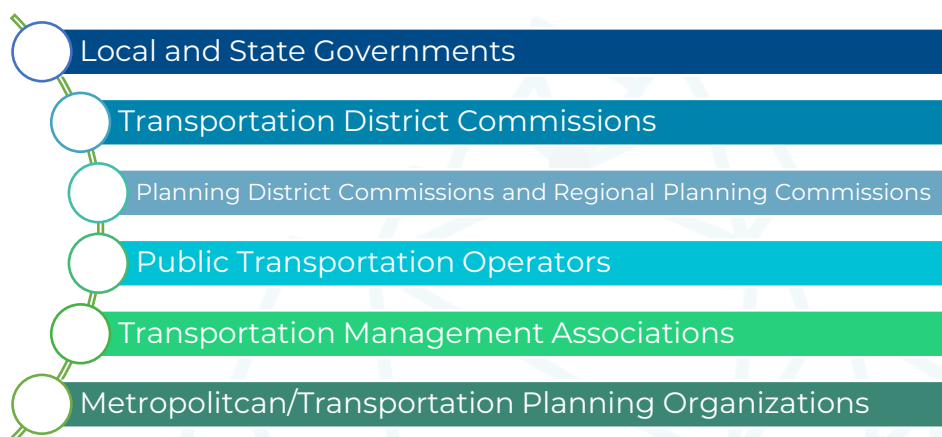 Local and State Governments
Transportation District Commissions
Planning District Commissions and Regional Planning Commissions
Public Transportation Operators
Transportation Management Associations
Metropolitcan/Transportation Planning Organizations